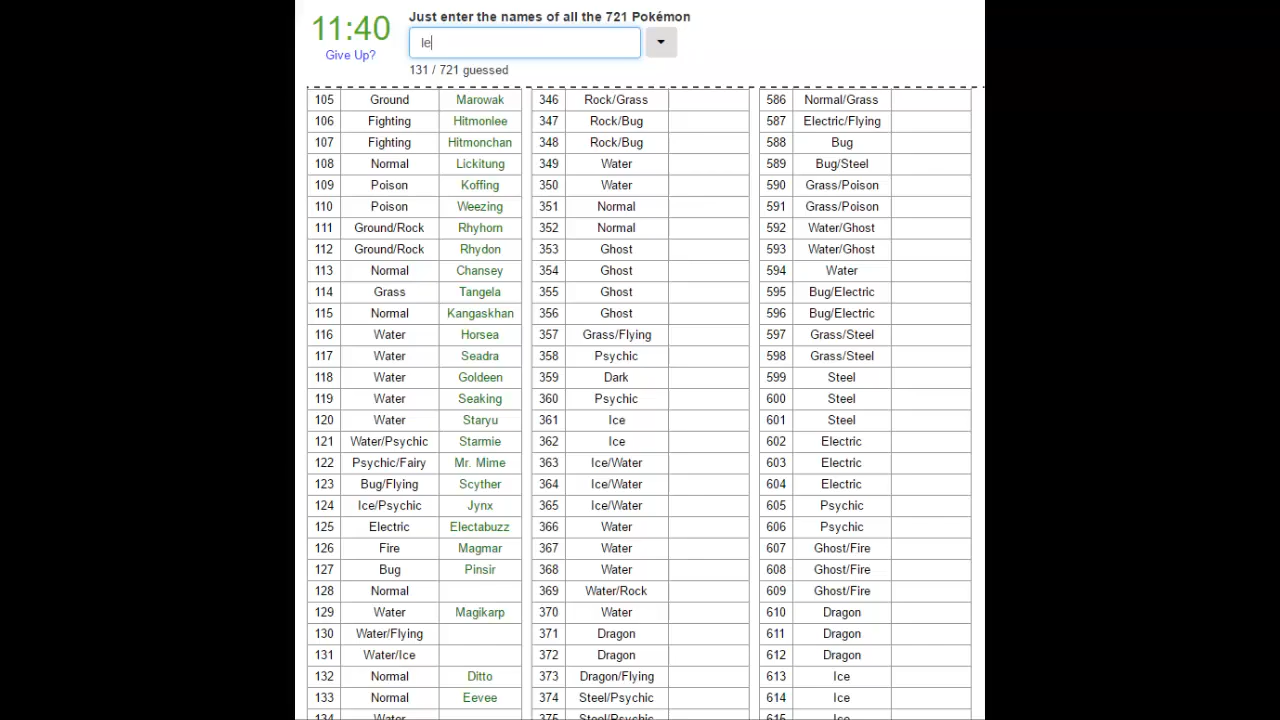 11:40
Give Up?
Just enter the names of all the 721 Pokémon
le
131 / 721 guessed
105 Ground Marowak 346 Rock/Grass 586 Normal/Grass
106 Fighting Hitmonlee 347 Rock/Bug 587 Electric/Flying
107 Fighting Hitmonchan 348 Rock/Bug 588 Bug
108 Normal Lickitung 349 Water 589 Bug/Steel
109 Poison Koffing 350 Water 590 Grass/Poison
110 Poison Weezing 351 Normal 591 Grass/Poison
111 Ground/Rock Rhyhorn 352 Normal 592 Water/Ghost
112 Ground/Rock Rhydon 353 Ghost 593 Water/Ghost
113 Normal Chansey 354 Ghost 594 Water
114 Grass Tangela 355 Ghost 595 Bug/Electric
115 Normal Kangaskhan 356 Ghost 596 Bug/Electric
116 Water Horsea 357 Grass/Flying 597 Grass/Steel
117 Water Seadra 358 Psychic 598 Grass/Steel
118 Water Goldeen 359 Dark 599 Steel
119 Water Seaking 360 Psychic 600 Steel
120 Water Staryu 361 Ice 601 Steel
121 Water/Psychic Starmie 362 Ice 602 Electric
122 Psychic/Fairy Mr. Mime 363 Ice/Water 603 Electric
123 Bug/Flying Scyther 364 Ice/Water 604 Electric
124 Ice/Psychic Jynx 365 Ice/Water 605 Psychic
125 Electric Electabuzz 366 Water 606 Psychic
126 Fire Magmar 367 Water 607 Ghost/Fire
127 Bug Pinsir 368 Water 608 Ghost/Fire
128 Normal 369 Water/Rock 609 Ghost/Fire
129 Water Magikarp 370 Water 610 Dragon
130 Water/Flying 371 Dragon 611 Dragon
131 Water/Ice 372 Dragon 612 Dragon
132 Normal Ditto 373 Dragon/Flying 613 Ice
133 Normal Eevee 374 Steel/Psychic 614 Ice
134 Water 375 Steel/Psychic 615 Ice